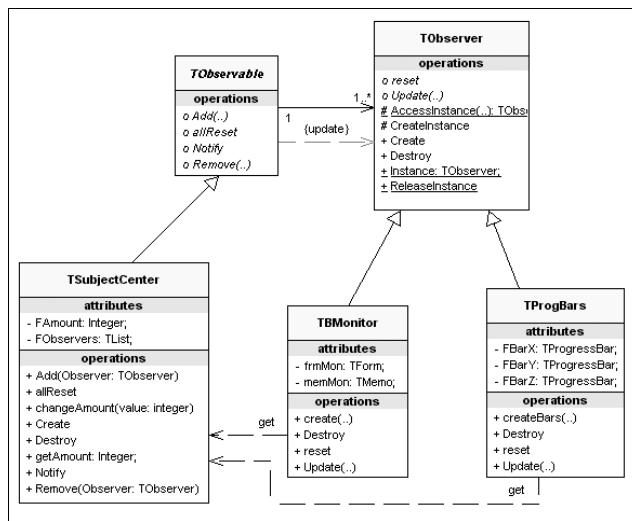 TObservable
operations
o Add(..)
o allReset
o Notify
o Remove(..)
1
1..*
{update}
TObserver
operations
o reset
o Update(..)
# AccessInstance(..): TObse
# CreateInstance
+ Create
+ Destroy
+ Instance: TObserver;
+ ReleaseInstance
TSubjectCenter
attributes
- FAmount: Integer;
- FObservers: TList;
operations
+ Add(Observer: TObserver)
+ allReset
+ changeAmount(value: integer)
+ Create
+ Destroy
+ getAmount: Integer;
+ Notify
+ Remove(Observer: TObserver)
get
TBMonitor
attributes
- frmMon: TForm;
- memMon: TMemo;
operations
+ create(..)
+ Destroy
+ reset
+ Update(..)
TProgBars
attributes
- FBarX: TProgressBar;
- FBarY: TProgressBar;
- FBarZ: TProgressBar;
operations
+ createBars(..)
+ Destroy
+ reset
+ Update(..)
get